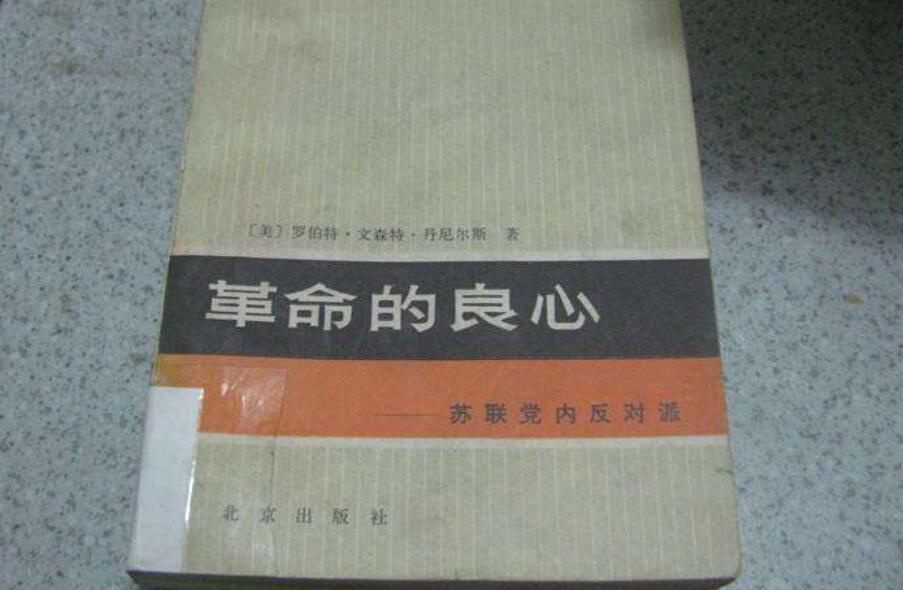 〔美〕罗伯特·文森特·丹尼尔斯 著
革命的良心
——苏联党内反对派
北京出版社